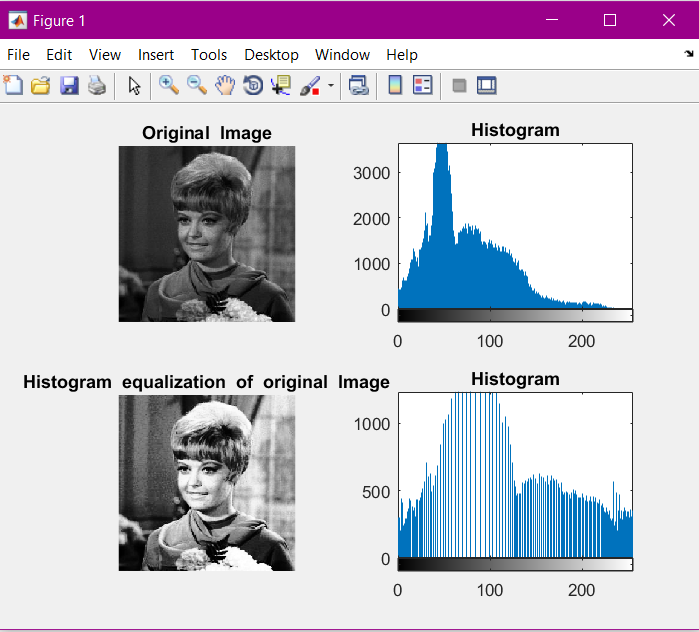 Figure 1
File Edit View Insert Tools Desktop Window Help
Original Image
Histogram
3000
2000
1000
0
0 100 200
Histogram equalization of original Image
Histogram
1000
500
0
0 100 200